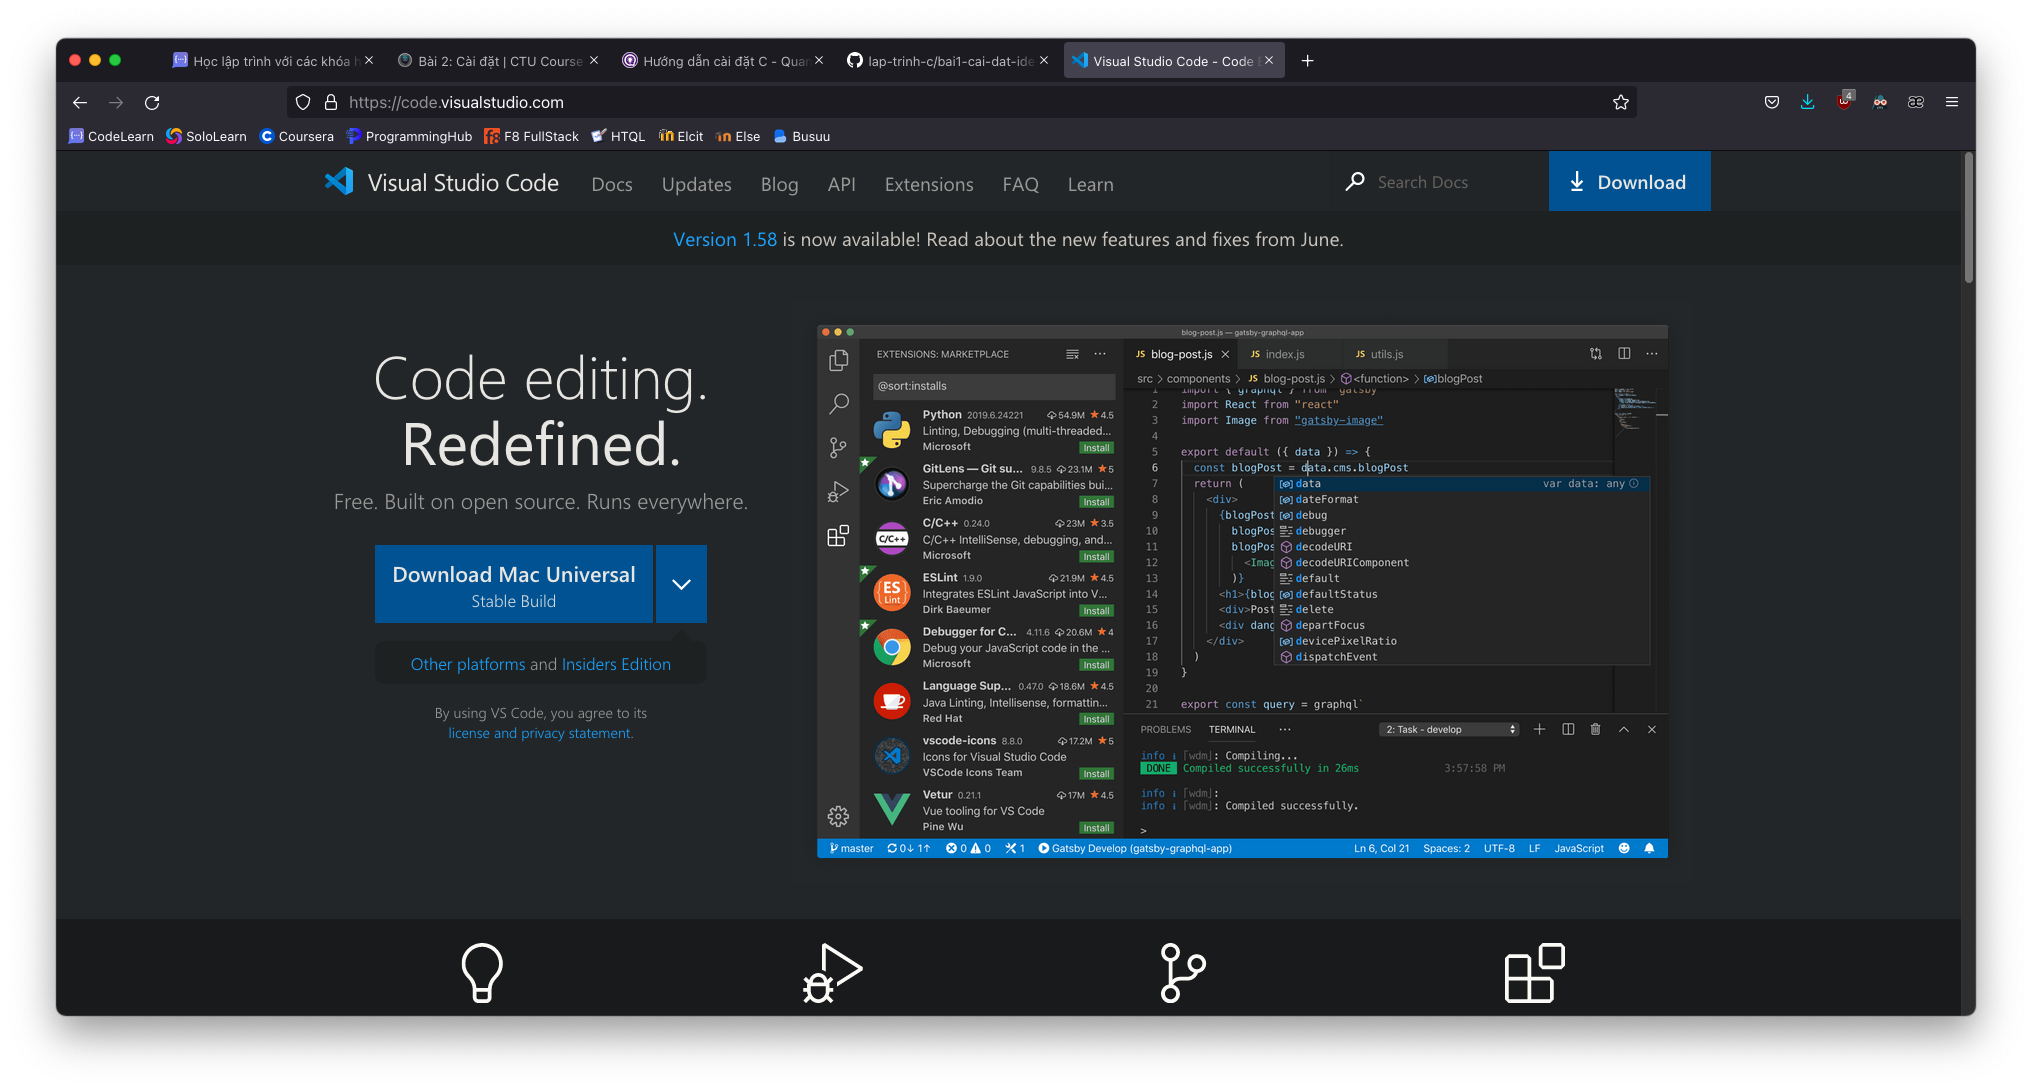 Học lập trình với các khóa h
Bài 2: Cài đặt | CTU Course
Hướng dẫn cài đặt C - Quan
lap-trinh-c/bai1-cai-dat-ide
Visual Studio Code - Code E
https://code.visualstudio.com
4
CodeLearn
SoloLearn
Coursera
ProgrammingHub
F8 FullStack
HTQL
Elcit
Else
Busuu
Visual Studio Code
Docs
Updates
Blog
API
Extensions
FAQ
Learn
Search Docs
Download
Version 1.58 is now available! Read about the new features and fixes from June.
Code editing.
Redefined.
Free. Built on open source. Runs everywhere.
Download Mac Universal
Stable Build
Other platforms and Insiders Edition
By using VS Code, you agree to its
license and privacy statement.
blog-post.js — gatsby-graphql-app
EXTENSIONS: MARKETPLACE
@sort:installs
Python 2019.6.24221 54.9M 4.5
Linting, Debugging (multi-threaded...
Microsoft Install
GitLens — Git su... 9.8.5 23.1M 5
Supercharge the Git capabilities bui...
Eric Amodio Install
C/C++ 0.24.0 23M 3.5
C/C++ IntelliSense, debugging, and...
Microsoft Install
C/C++
ESLint 1.9.0 21.9M 4.5
Integrates ESLint JavaScript into V...
Dirk Baeumer Install
ES
Lint
Debugger for C... 4.11.6 20.6M 4
Debug your JavaScript code in the ...
Microsoft Install
Language Sup... 0.47.0 18.6M 4.5
Java Linting, Intellisense, formattin...
Red Hat Install
vscode-icons 8.8.0 17.2M 5
Icons for Visual Studio Code
VSCode Icons Team Install
Vetur 0.21.1 17M 4.5
Vue tooling for VS Code
Pine Wu Install
JS blog-post.js
JS index.js
JS utils.js
src > components > JS blog-post.js > <function> > blogPost
1 import { graphql } from "gatsby"
2 import React from "react"
3 import Image from "gatsby-image"
4
5 export default ({ data }) => {
6 const blogPost = data.cms.blogPost
7 return (
8 <div>
9 {blogPost
10 blogPos
11 blogPos
12 <Imag
13 )}
14 <h1>{blog
15 <div>Post
16 <div dang
17 </div>
18 )
19 }
20
21 export const query = graphql`
data var data: any
dateFormat
debug
debugger
decodeURI
decodeURIComponent
default
defaultStatus
delete
departFocus
devicePixelRatio
dispatchEvent
PROBLEMS
TERMINAL
2: Task - develop
info i [wdm]: Compiling...
DONE Compiled successfully in 26ms 3:57:58 PM
info i [wdm]:
info i [wdm]: Compiled successfully.
>
master 0↓ 1↑ 0 0 1 Gatsby Develop (gatsby-graphql-app)
Ln 6, Col 21 Spaces: 2 UTF-8 LF JavaScript